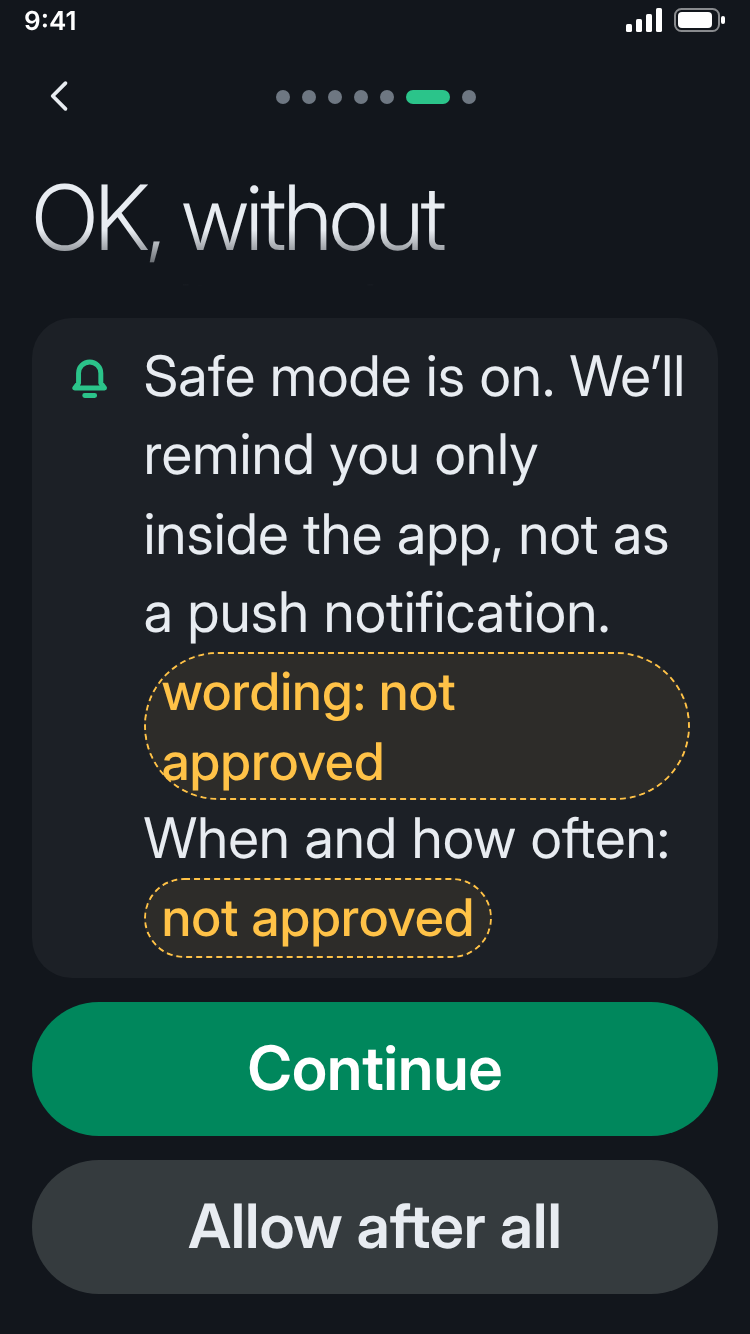 9:41
OK, without
Safe mode is on. We’ll
remind you only
inside the app, not as
a push notification.
wording: not
approved
When and how often:
not approved
Continue
Allow after all